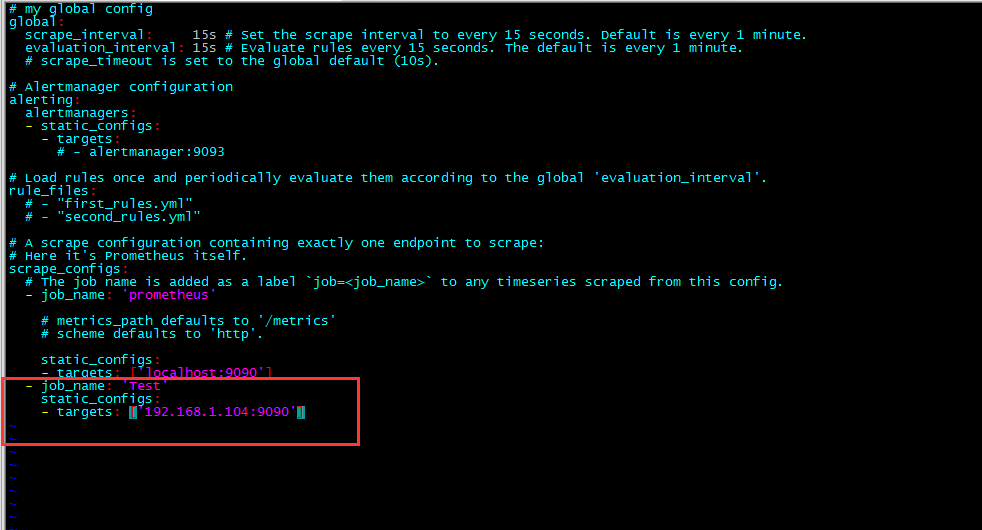 # my global config
global:
  scrape_interval:     15s # Set the scrape interval to every 15 seconds. Default is every 1 minute.
  evaluation_interval: 15s # Evaluate rules every 15 seconds. The default is every 1 minute.
  # scrape_timeout is set to the global default (10s).

# Alertmanager configuration
alerting:
  alertmanagers:
  - static_configs:
    - targets:
      # - alertmanager:9093

# Load rules once and periodically evaluate them according to the global 'evaluation_interval'.
rule_files:
  # - "first_rules.yml"
  # - "second_rules.yml"

# A scrape configuration containing exactly one endpoint to scrape:
# Here it's Prometheus itself.
scrape_configs:
  # The job name is added as a label `job=<job_name>` to any timeseries scraped from this config.
  - job_name: 'prometheus'

    # metrics_path defaults to '/metrics'
    # scheme defaults to 'http'.

    static_configs:
    - targets: ['localhost:9090']
  - job_name: 'Test'
    static_configs:
    - targets: ['192.168.1.104:9090']
~
~
~
~
~
~
~
~